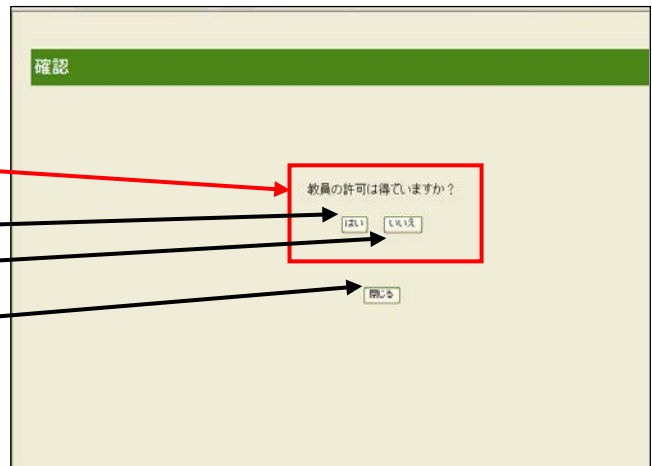 確認
教員の許可は得ていますか？
はい いいえ
閉じる